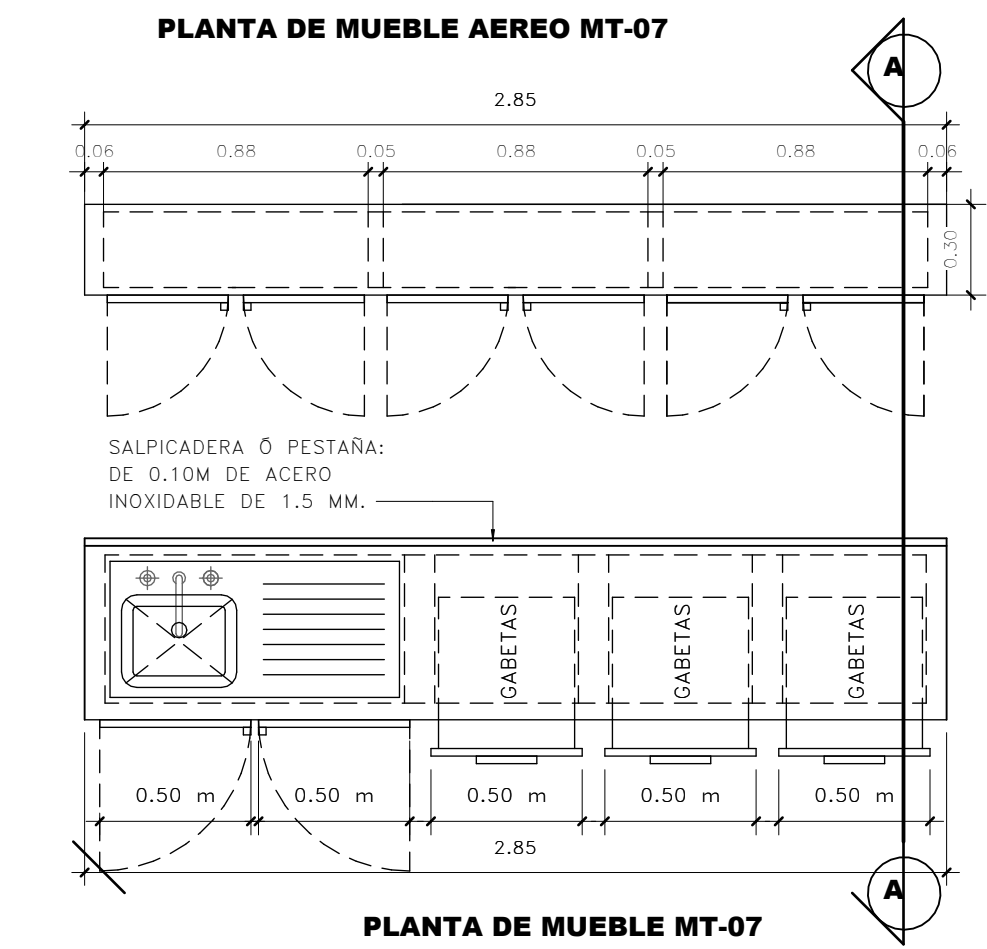 PLANTA DE MUEBLE AEREO MT-07
A
2.85
0.06 0.88 0.05 0.88 0.05 0.88 0.06
0.30
SALPICADERA Ó PESTAÑA:
DE 0.10M DE ACERO
INOXIDABLE DE 1.5 MM.
GABETAS
GABETAS
GABETAS
0.50 m 0.50 m 0.50 m 0.50 m 0.50 m
2.85
A
PLANTA DE MUEBLE MT-07